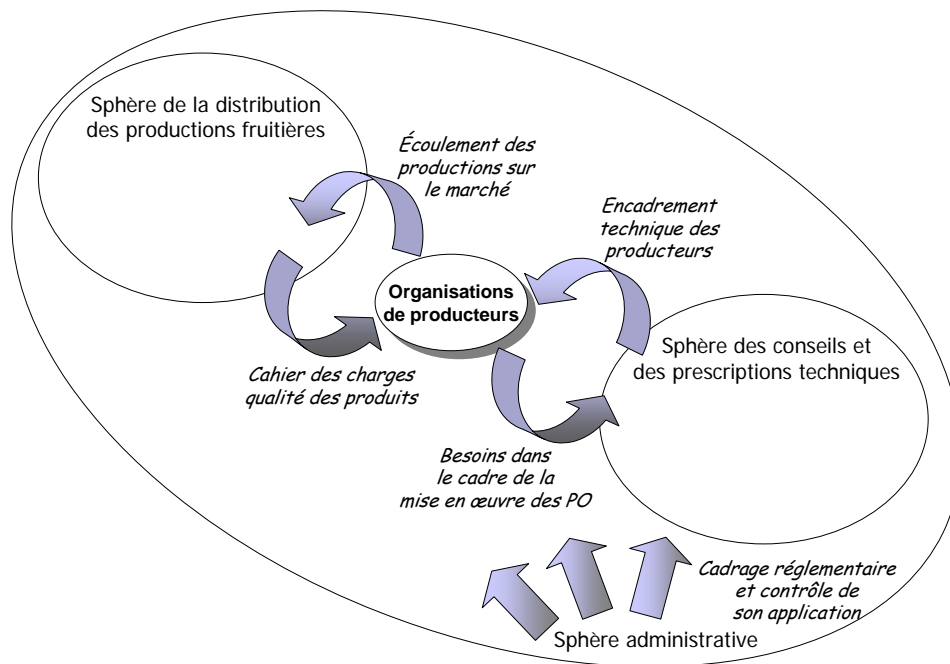 Sphère de la distribution
des productions fruitières
Écoulement des
productions sur
le marché
Encadrement
technique des
producteurs
Organisations
de producteurs
Sphère des conseils et
des prescriptions techniques
Cahier des charges
qualité des produits
Besoins dans
le cadre de la
mise en œuvre des PO
Cadrage réglementaire
et contrôle de
son application
Sphère administrative